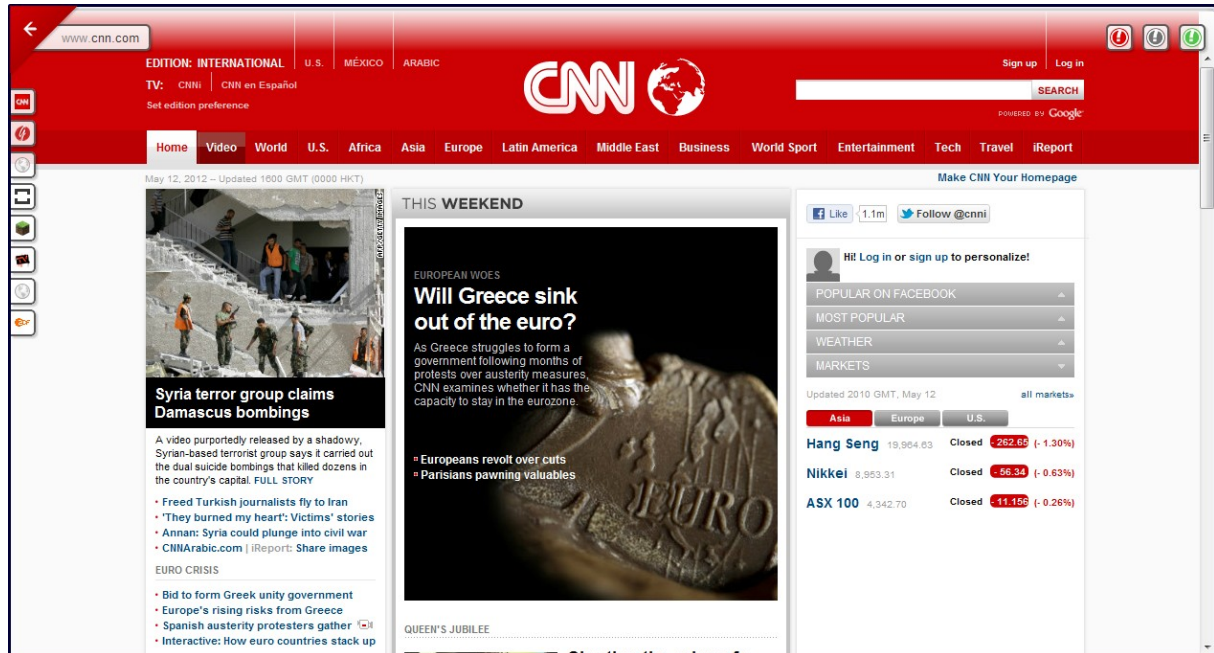 www.cnn.com
EDITION: INTERNATIONAL U.S. MÉXICO ARABIC
TV: CNNi CNN en Español
Set edition preference
CNN
Sign up Log in
SEARCH
POWERED BY Google
Home Video World U.S. Africa Asia Europe Latin America Middle East Business World Sport Entertainment Tech Travel iReport
May 12, 2012 -- Updated 1600 GMT (0000 HKT)
Make CNN Your Homepage
AFP/GETTY IMAGES
Syria terror group claims
Damascus bombings
A video purportedly released by a shadowy,
Syrian-based terrorist group says it carried out
the dual suicide bombings that killed dozens in
the country's capital. FULL STORY
Freed Turkish journalists fly to Iran
'They burned my heart': Victims' stories
Annan: Syria could plunge into civil war
CNNArabic.com | iReport: Share images
EURO CRISIS
Bid to form Greek unity government
Europe's rising risks from Greece
Spanish austerity protesters gather
Interactive: How euro countries stack up
THIS WEEKEND
EUROPEAN WOES
Will Greece sink
out of the euro?
As Greece struggles to form a
government following months of
protests over austerity measures,
CNN examines whether it has the
capacity to stay in the eurozone.
Europeans revolt over cuts
Parisians pawning valuables
EURO
QUEEN'S JUBILEE
Like 1.1m Follow @cnni
Hi! Log in or sign up to personalize!
POPULAR ON FACEBOOK
MOST POPULAR
WEATHER
MARKETS
Updated 2010 GMT, May 12 all markets»
Asia Europe U.S.
Hang Seng 19,964.63 Closed -262.65 (-1.30%)
Nikkei 8,953.31 Closed -56.34 (-0.63%)
ASX 100 4,342.70 Closed -11.156 (-0.26%)